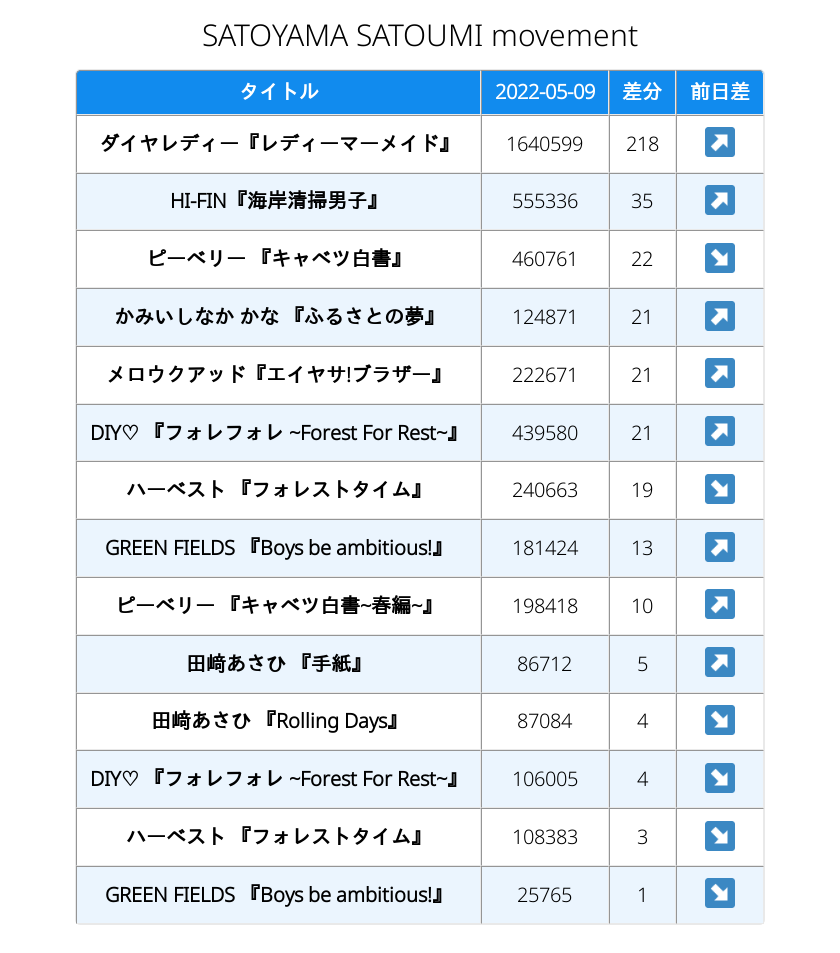 SATOYAMA SATOUMI movement
タイトル 2022-05-09 差分 前日差
ダイヤレディー『レディーマーメイド』 1640599 218 ↗
HI-FIN『海岸清掃男子』 555336 35 ↗
ピーベリー 『キャベツ白書』 460761 22 ↘
かみいしなか かな 『ふるさとの夢』 124871 21 ↗
メロウクアッド『エイヤサ!ブラザー』 222671 21 ↗
DIY♡ 『フォレフォレ ~Forest For Rest~』 439580 21 ↗
ハーベスト 『フォレストタイム』 240663 19 ↘
GREEN FIELDS 『Boys be ambitious!』 181424 13 ↗
ピーベリー 『キャベツ白書~春編~』 198418 10 ↗
田﨑あさひ 『手紙』 86712 5 ↗
田﨑あさひ 『Rolling Days』 87084 4 ↘
DIY♡ 『フォレフォレ ~Forest For Rest~』 106005 4 ↘
ハーベスト 『フォレストタイム』 108383 3 ↘
GREEN FIELDS 『Boys be ambitious!』 25765 1 ↘